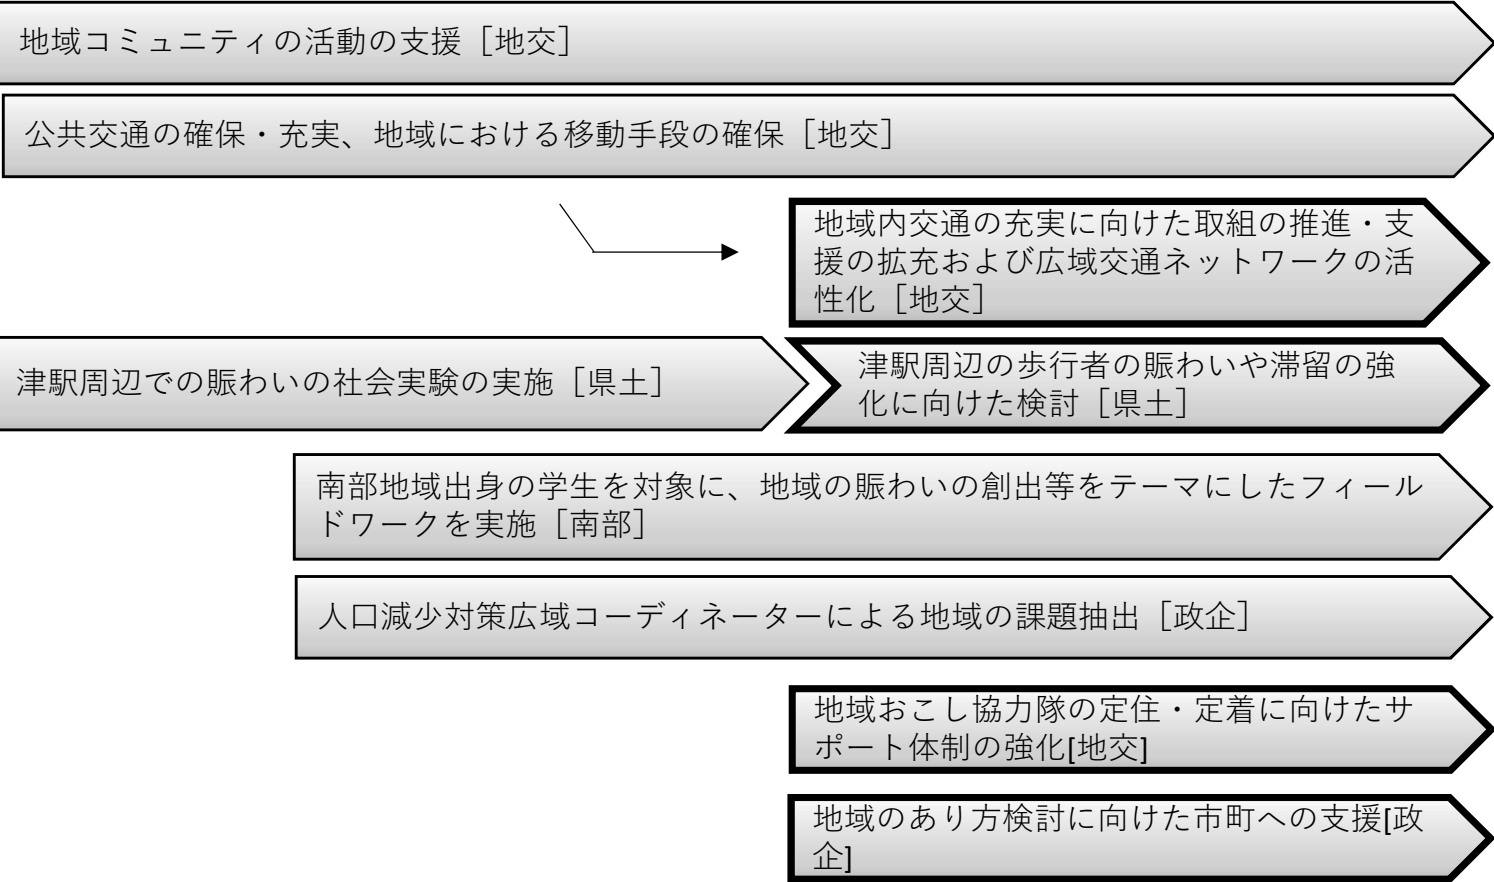 地域コミュニティの活動の支援［地交］
公共交通の確保・充実、地域における移動手段の確保［地交］
地域内交通の充実に向けた取組の推進・支
援の拡充および広域交通ネットワークの活
性化［地交］
津駅周辺での賑わいの社会実験の実施［県土］
津駅周辺の歩行者の賑わいや滞留の強
化に向けた検討［県土］
南部地域出身の学生を対象に、地域の賑わいの創出等をテーマにしたフィール
ドワークを実施［南部］
人口減少対策広域コーディネーターによる地域の課題抽出［政企］
地域おこし協力隊の定住・定着に向けたサ
ポート体制の強化[地交]
地域のあり方検討に向けた市町への支援[政
企]